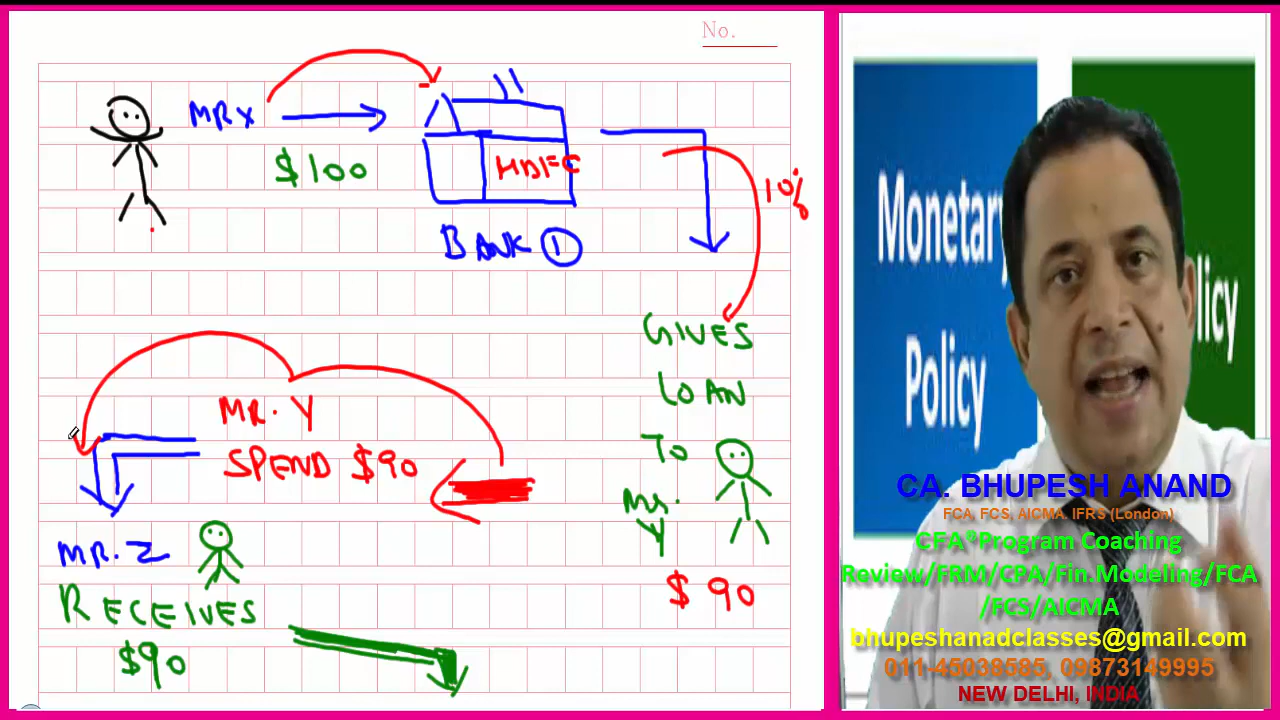 No.
MR X
$100
HDFC
BANK ①
10%
GIVES
LOAN
TO
Mr.
Y
$ 90
MR. Y
SPEND $90
MR. Z
RECEIVES
$90
Monetary
Policy
licy
CA. BHUPESH ANAND
FCA, FCS, AICMA. IFRS (London)
CFA®Program Coaching
Review/FRM/CPA/Fin.Modeling/FCA
/FCS/AICMA
bhupeshanadclasses@gmail.com
011-45038585, 09873149995
NEW DELHI, INDIA